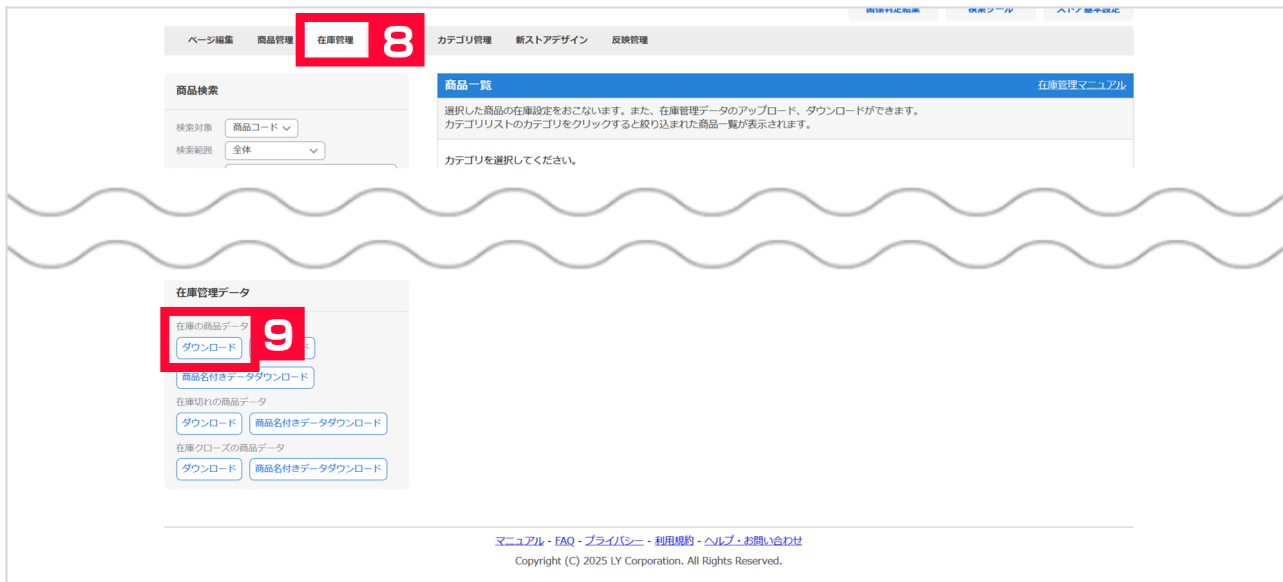 画像判定結果 検索ツール ストア基本設定
ページ編集 商品管理 在庫管理 8 カテゴリ管理 新ストアデザイン 反映管理
商品検索
検索対象 商品コード
検索範囲 全体
商品一覧 在庫管理マニュアル
選択した商品の在庫設定をおこないます。また、在庫管理データのアップロード、ダウンロードができます。
カテゴリリストのカテゴリをクリックすると絞り込まれた商品一覧が表示されます。
カテゴリを選択してください。
在庫管理データ
在庫の商品データ
ダウンロード 9 ド
商品名付きデータダウンロード
在庫切れの商品データ
ダウンロード 商品名付きデータダウンロード
在庫クローズの商品データ
ダウンロード 商品名付きデータダウンロード
マニュアル - FAQ - プライバシー - 利用規約 - ヘルプ・お問い合わせ
Copyright (C) 2025 LY Corporation. All Rights Reserved.